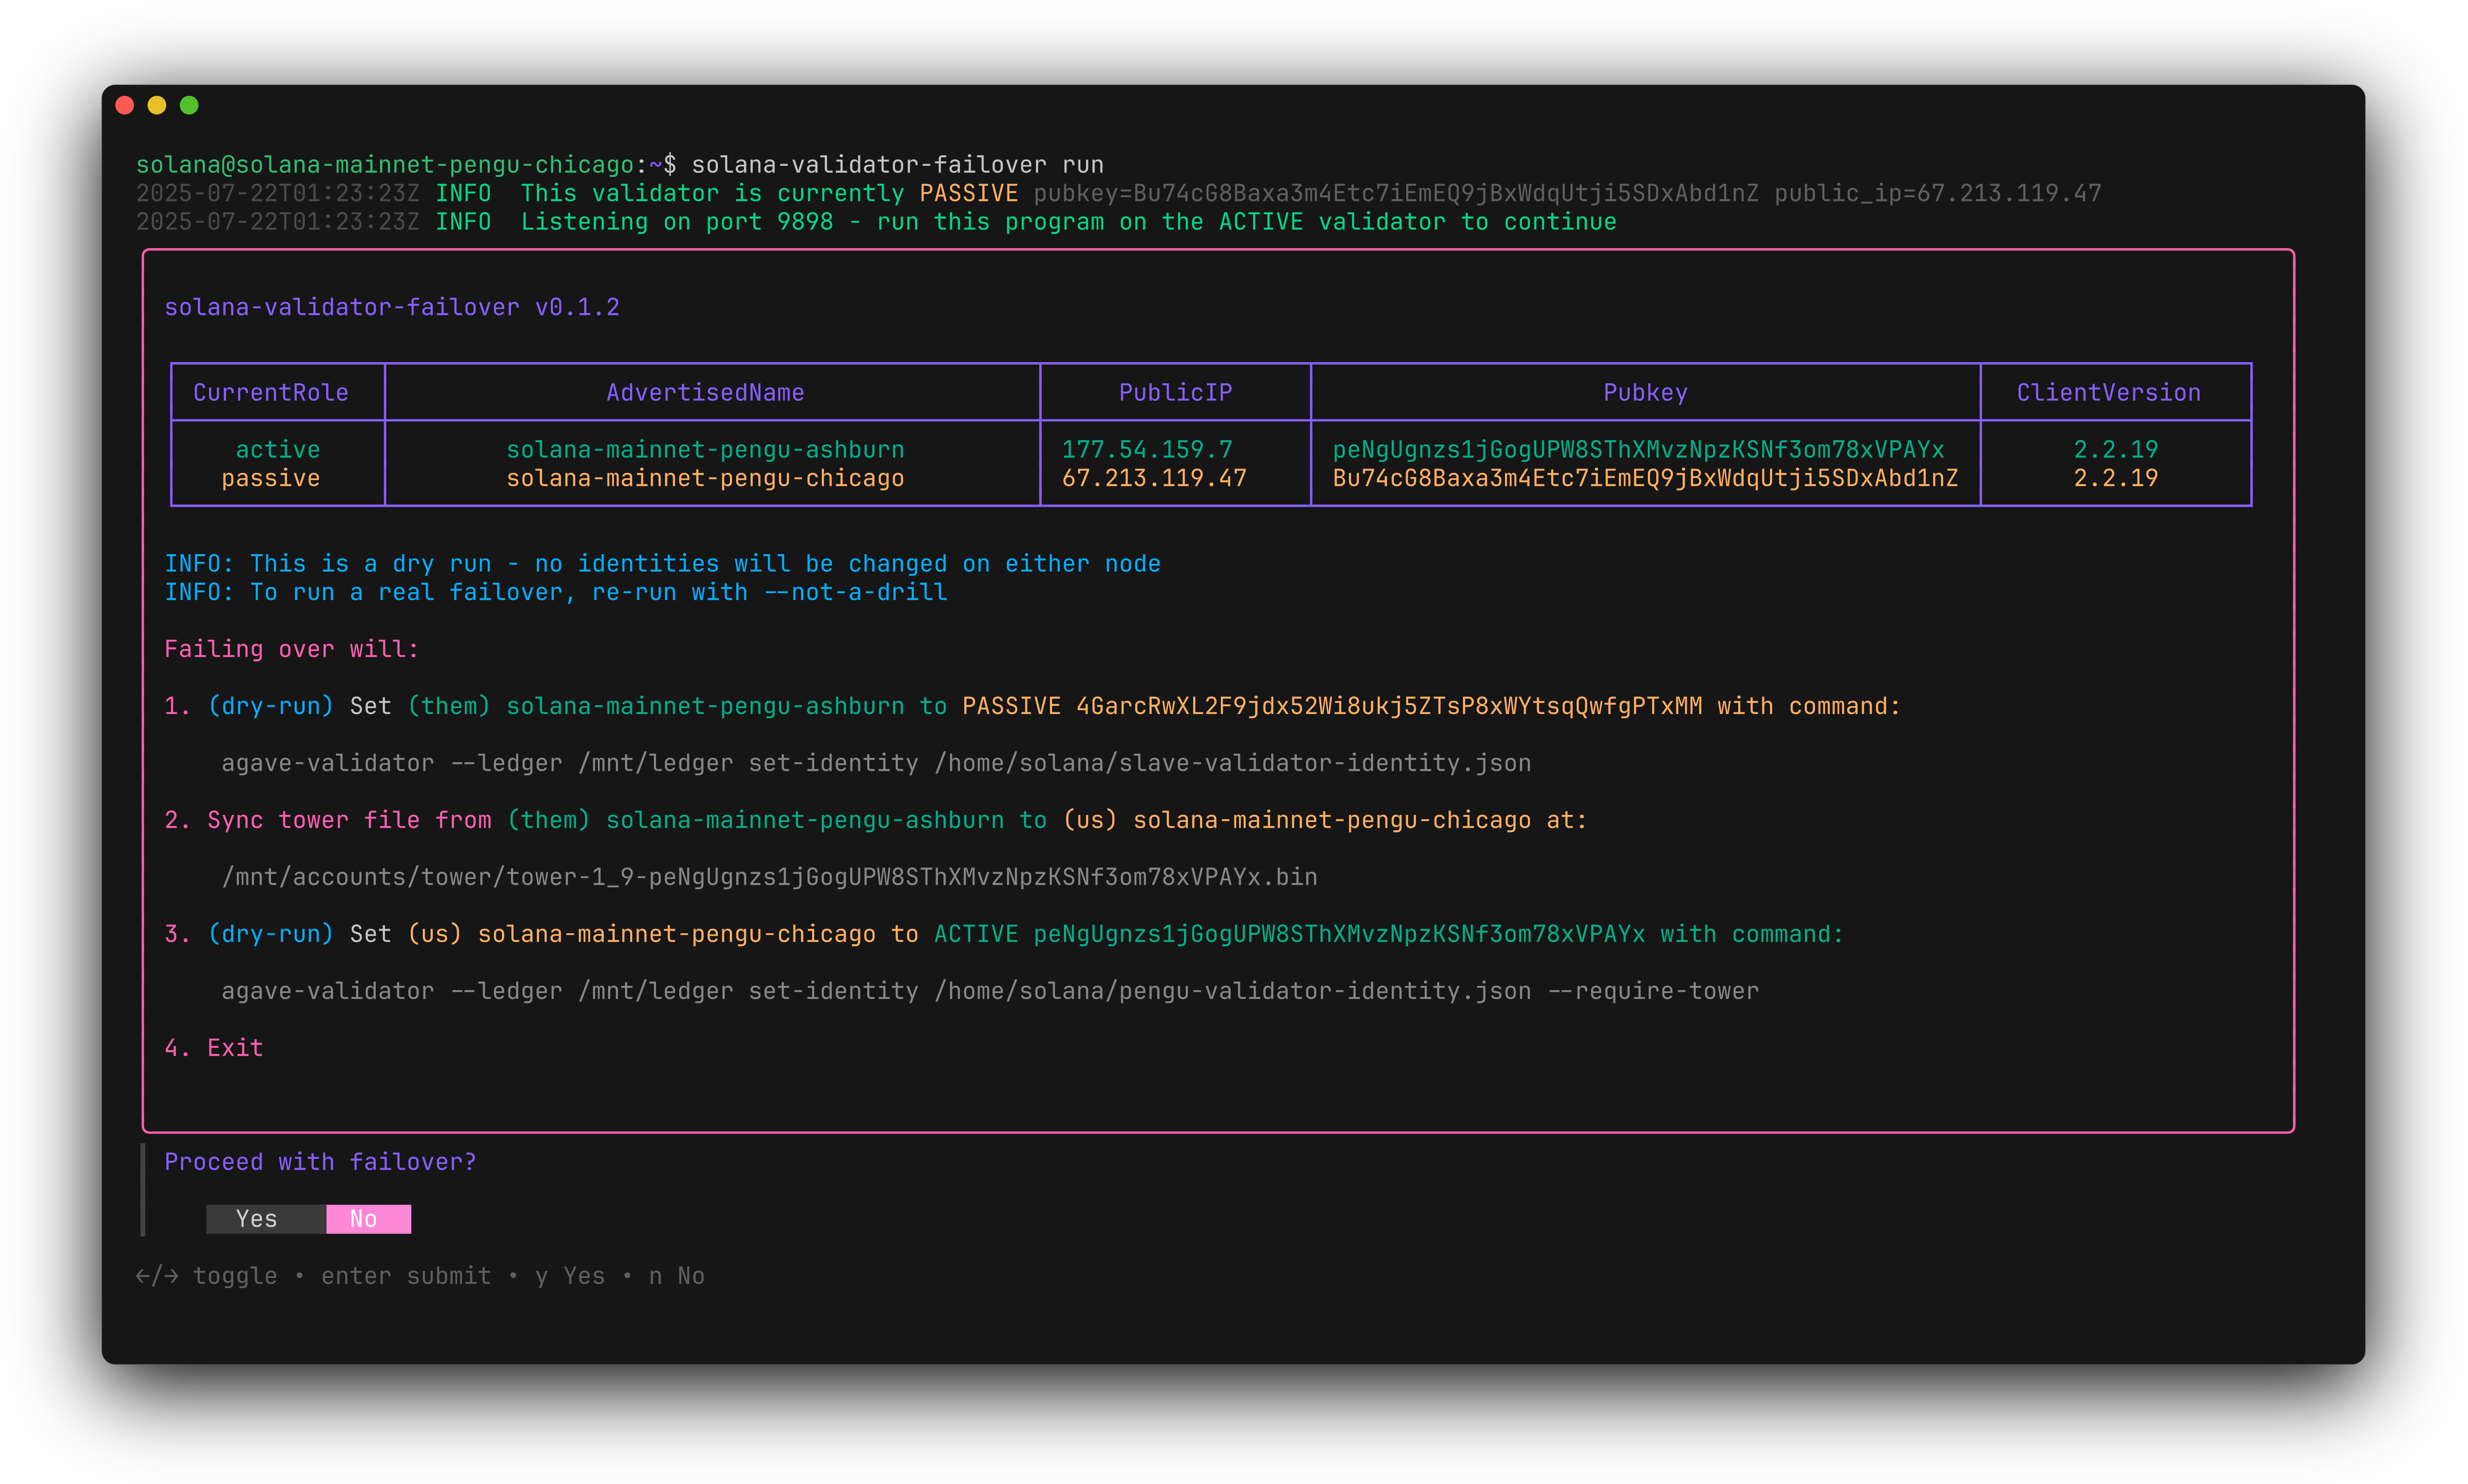 solana@solana-mainnet-pengu-chicago:~$ solana-validator-failover run
2025-07-22T01:23:23Z INFO  This validator is currently PASSIVE pubkey=Bu74cG8Baxa3m4Etc7iEmEQ9jBxWdqUtji5SDxAbd1nZ public_ip=67.213.119.47
2025-07-22T01:23:23Z INFO  Listening on port 9898 - run this program on the ACTIVE validator to continue
solana-validator-failover v0.1.2
CurrentRole AdvertisedName PublicIP Pubkey ClientVersion
active solana-mainnet-pengu-ashburn 177.54.159.7 peNgUgnzs1jGogUPW8SThXMvzNpzKSNf3om78xVPAYx 2.2.19
passive solana-mainnet-pengu-chicago 67.213.119.47 Bu74cG8Baxa3m4Etc7iEmEQ9jBxWdqUtji5SDxAbd1nZ 2.2.19
INFO: This is a dry run - no identities will be changed on either node
INFO: To run a real failover, re-run with --not-a-drill
Failing over will:
1. (dry-run) Set (them) solana-mainnet-pengu-ashburn to PASSIVE 4GarcRwXL2F9jdx52Wi8ukj5ZTsP8xWYtsqQwfgPTxMM with command:
agave-validator --ledger /mnt/ledger set-identity /home/solana/slave-validator-identity.json
2. Sync tower file from (them) solana-mainnet-pengu-ashburn to (us) solana-mainnet-pengu-chicago at:
/mnt/accounts/tower/tower-1_9-peNgUgnzs1jGogUPW8SThXMvzNpzKSNf3om78xVPAYx.bin
3. (dry-run) Set (us) solana-mainnet-pengu-chicago to ACTIVE peNgUgnzs1jGogUPW8SThXMvzNpzKSNf3om78xVPAYx with command:
agave-validator --ledger /mnt/ledger set-identity /home/solana/pengu-validator-identity.json --require-tower
4. Exit
Proceed with failover?
Yes No
←/→ toggle • enter submit • y Yes • n No